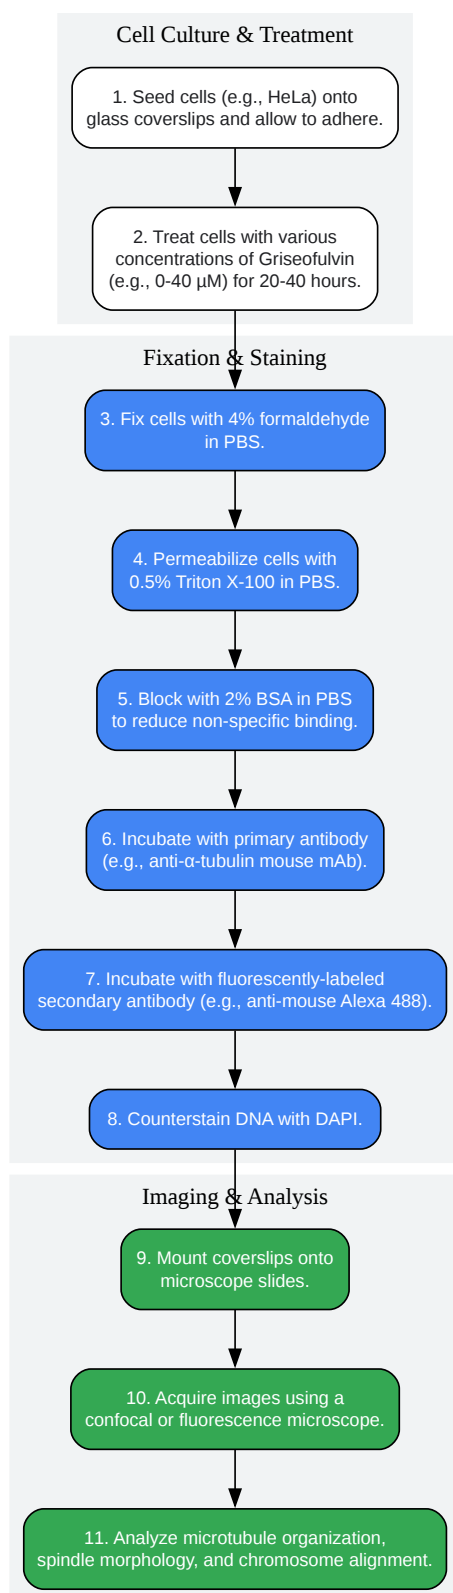 Cell Culture & Treatment
1. Seed cells (e.g., HeLa) onto
glass coverslips and allow to adhere.
2. Treat cells with various
concentrations of Griseofulvin
(e.g., 0-40 µM) for 20-40 hours.
Fixation & Staining
3. Fix cells with 4% formaldehyde
in PBS.
4. Permeabilize cells with
0.5% Triton X-100 in PBS.
5. Block with 2% BSA in PBS
to reduce non-specific binding.
6. Incubate with primary antibody
(e.g., anti-α-tubulin mouse mAb).
7. Incubate with fluorescently-labeled
secondary antibody (e.g., anti-mouse Alexa 488).
8. Counterstain DNA with DAPI.
Imaging & Analysis
9. Mount coverslips onto
microscope slides.
10. Acquire images using a
confocal or fluorescence microscope.
11. Analyze microtubule organization,
spindle morphology, and chromosome alignment.